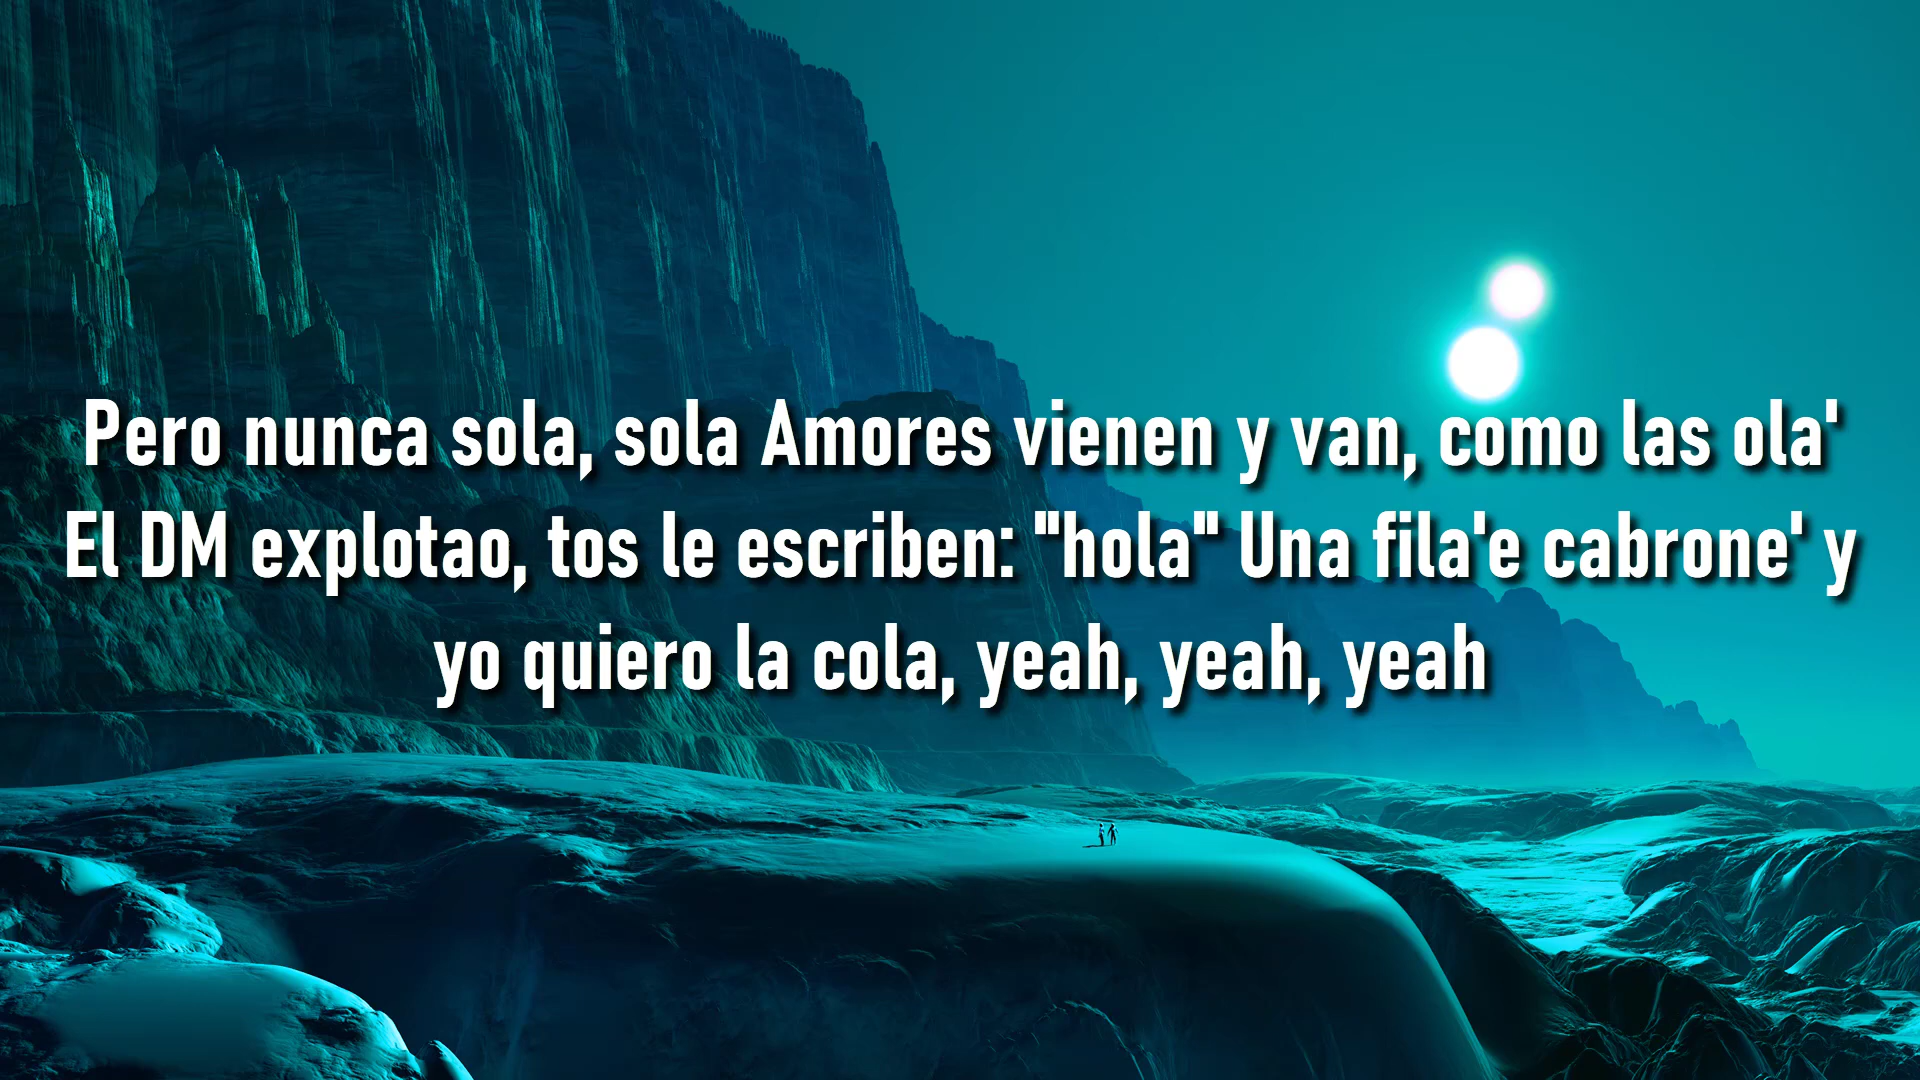 Pero nunca sola, sola Amores vienen y van, como las ola'
El DM explotao, tos le escriben: "hola" Una fila'e cabrone' y
yo quiero la cola, yeah, yeah, yeah